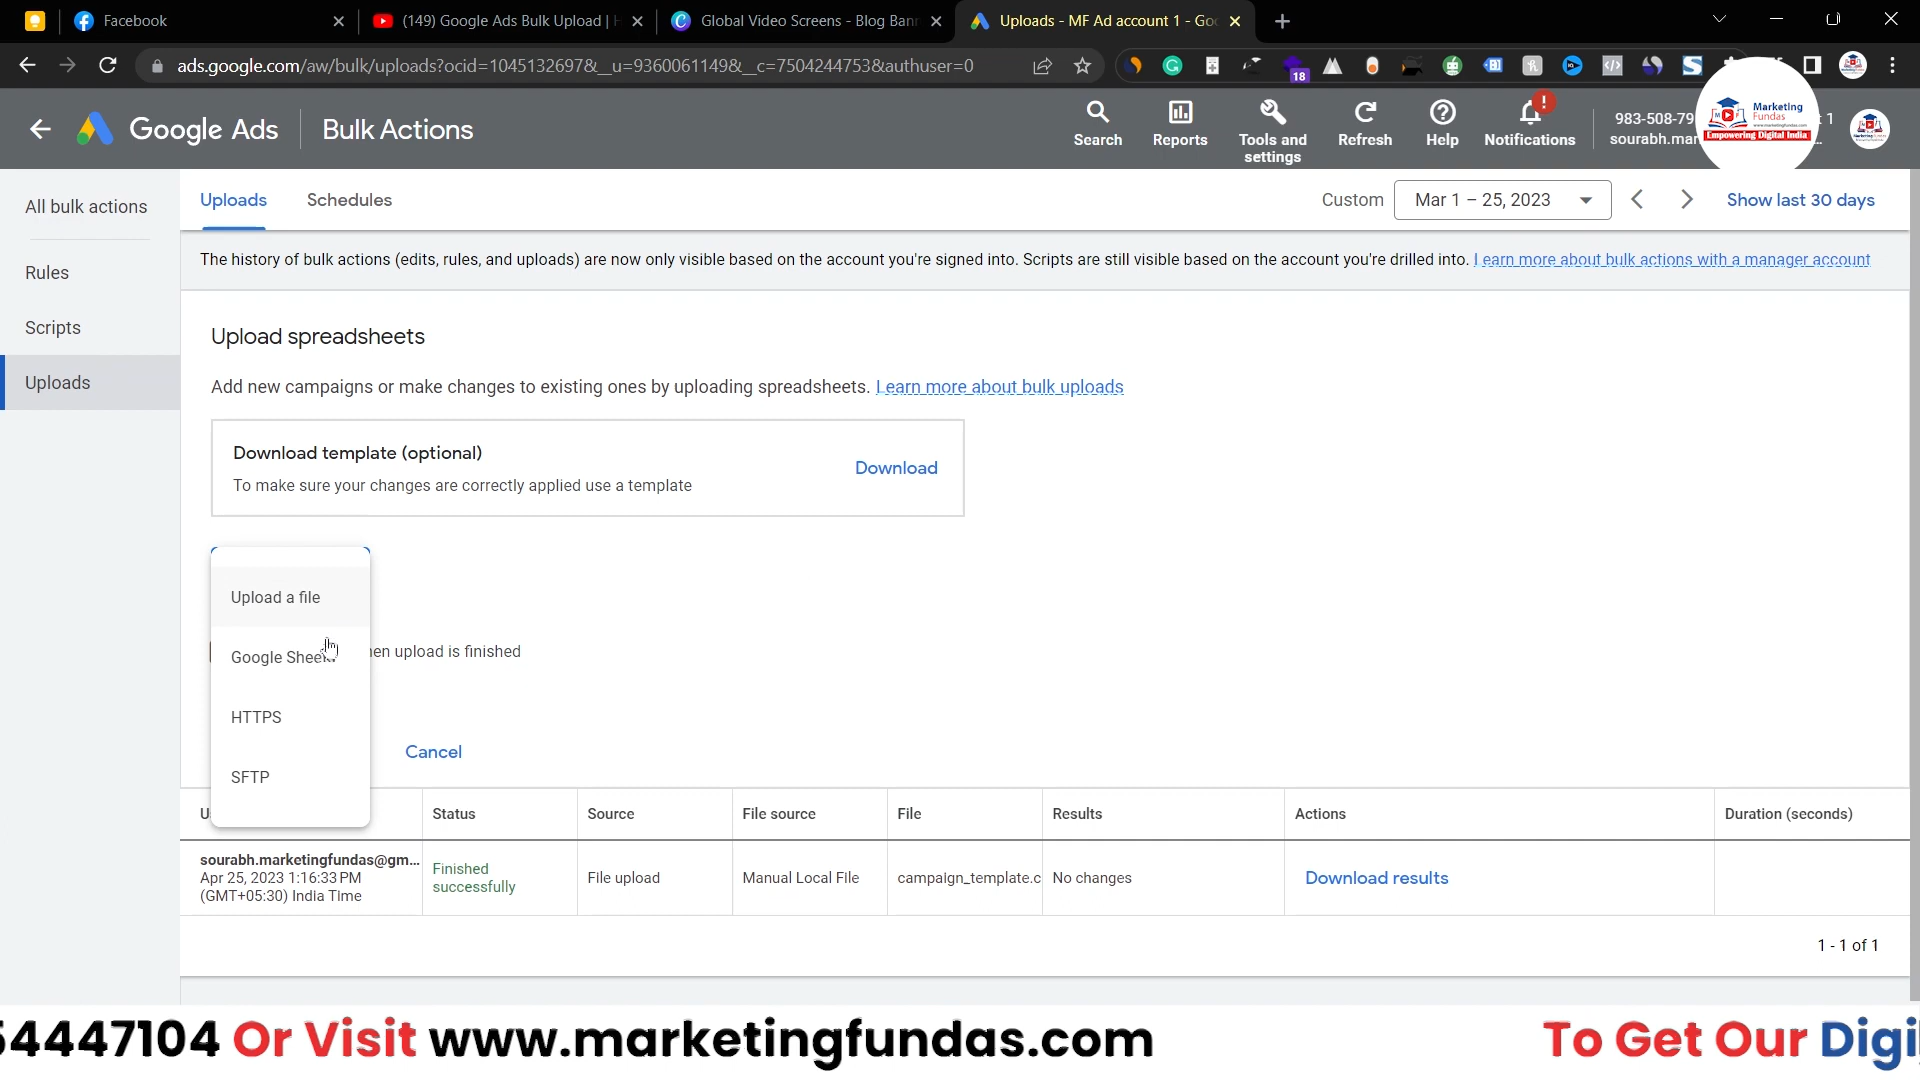 Facebook
(149) Google Ads Bulk Upload |
Global Video Screens - Blog Bann
Uploads - MF Ad account 1 - Goo
ads.google.com/aw/bulk/uploads?ocid=1045132697&__u=9360061149&__c=7504244753&authuser=0
18
Google Ads
Bulk Actions
Search
Reports
Tools and
settings
Refresh
Help
!
Notifications
983-508-79
1
sourabh.mar
...
Marketing
Fundas
Empowering Digital India
All bulk actions
Rules
Scripts
Uploads
Uploads
Schedules
Custom
Mar 1 – 25, 2023
Show last 30 days
The history of bulk actions (edits, rules, and uploads) are now only visible based on the account you're signed into. Scripts are still visible based on the account you're drilled into. Learn more about bulk actions with a manager account
Upload spreadsheets
Add new campaigns or make changes to existing ones by uploading spreadsheets. Learn more about bulk uploads
Download template (optional)
To make sure your changes are correctly applied use a template
Download
Upload a file
Google Sheet
hen upload is finished
HTTPS
SFTP
Cancel
U
Status
Source
File source
File
Results
Actions
Duration (seconds)
sourabh.marketingfundas@gm...
Apr 25, 2023 1:16:33 PM
(GMT+05:30) India Time
Finished
successfully
File upload
Manual Local File
campaign_template.c
No changes
Download results
1 - 1 of 1
54447104 Or Visit www.marketingfundas.com
To Get Our Digi